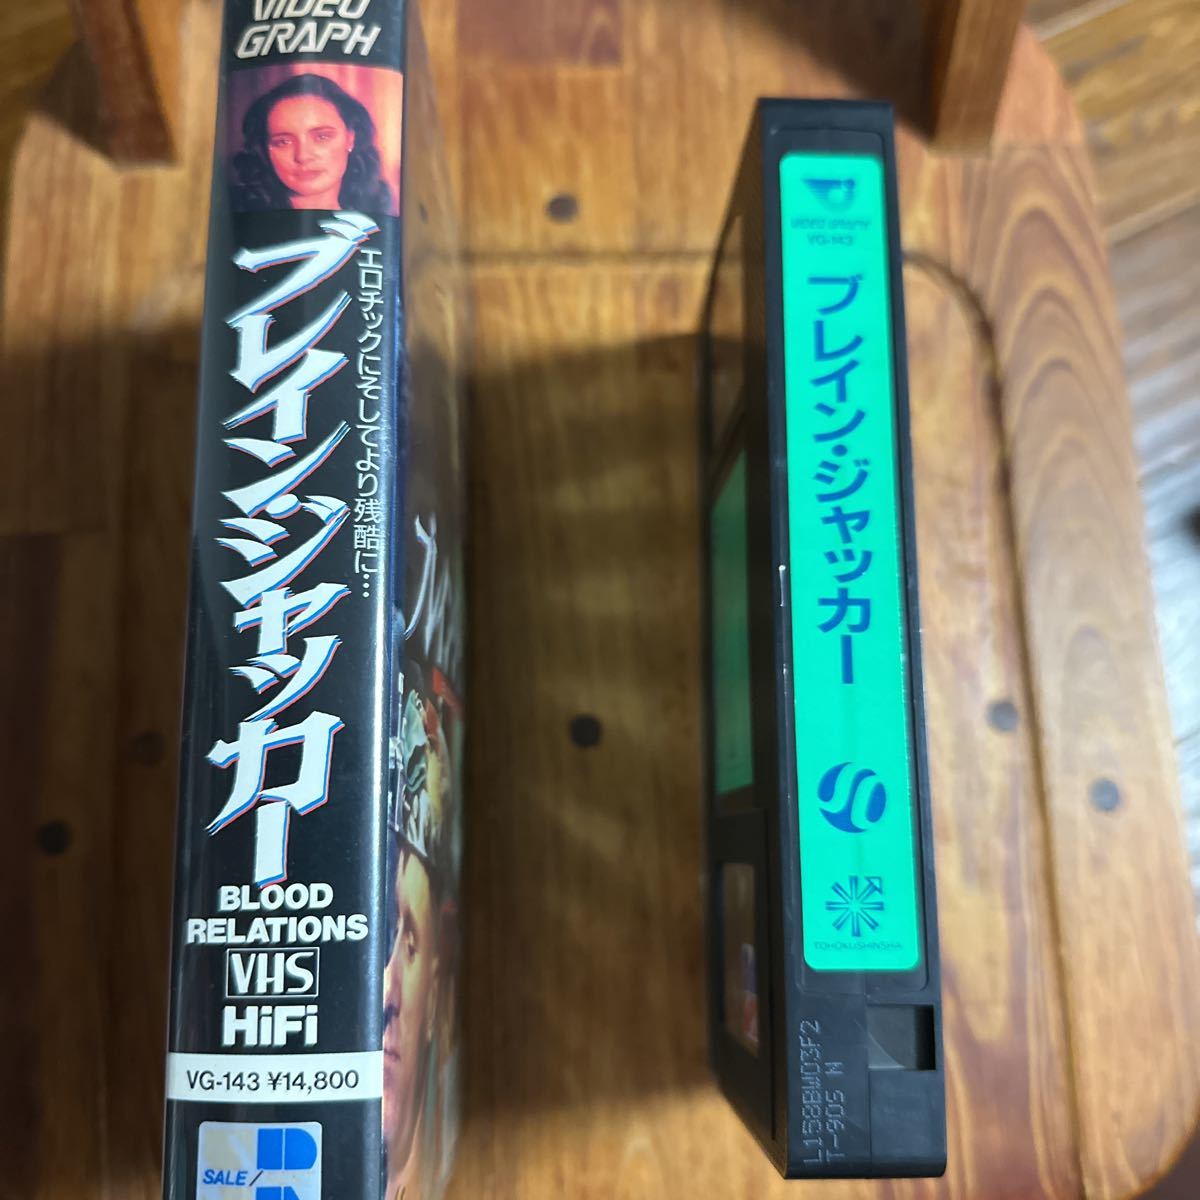 VIDEO
GRAPH
ブレイン・ジャッカー
エロチックにそしてより残酷に…
BLOOD
RELATIONS
VHS
HiFi
VG-143 ¥14,800
SALE/
R
VIDEO GRAPH
VG-143
ブレイン・ジャッカー
TOHOKUSHINSHA
L158BW03F2
T-90S M